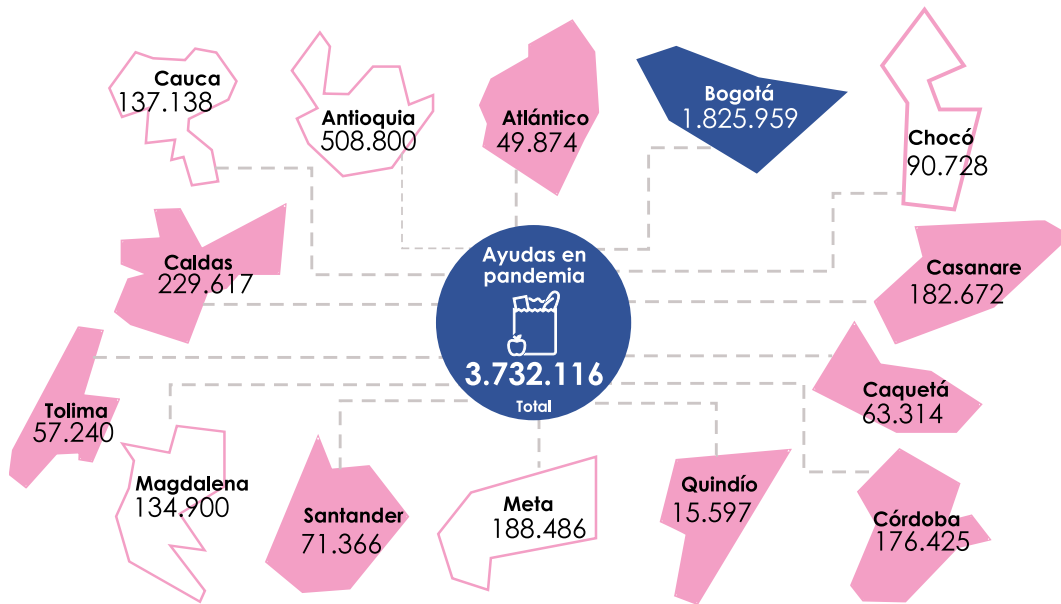 Cauca
137.138
Antioquia
508.800
Atlántico
49.874
Bogotá
1.825.959
Chocó
90.728
Caldas
229.617
Ayudas en
pandemia
3.732.116
Total
Casanare
182.672
Tolima
57.240
Caquetá
63.314
Magdalena
134.900
Santander
71.366
Meta
188.486
Quindío
15.597
Córdoba
176.425